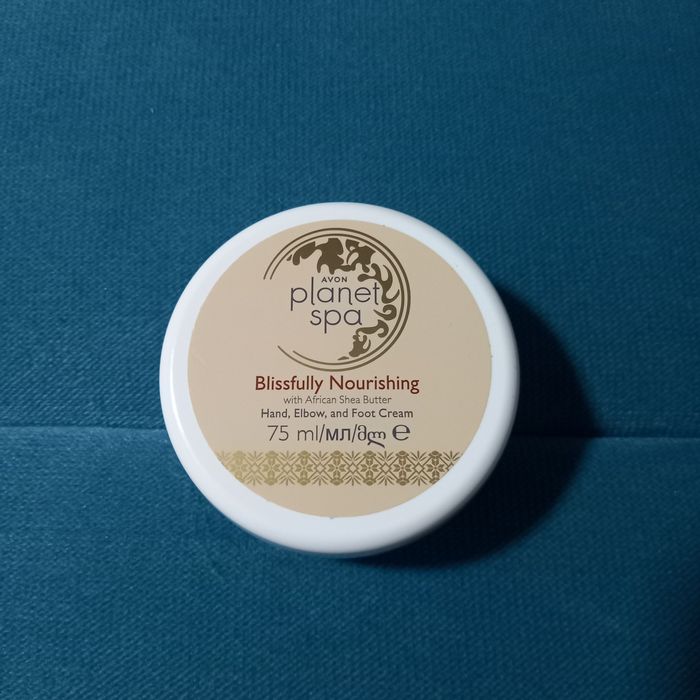 AVON
planet
spa
Blissfully Nourishing
with African Shea Butter
Hand, Elbow, and Foot Cream
75 ml/мл/მლ ℮